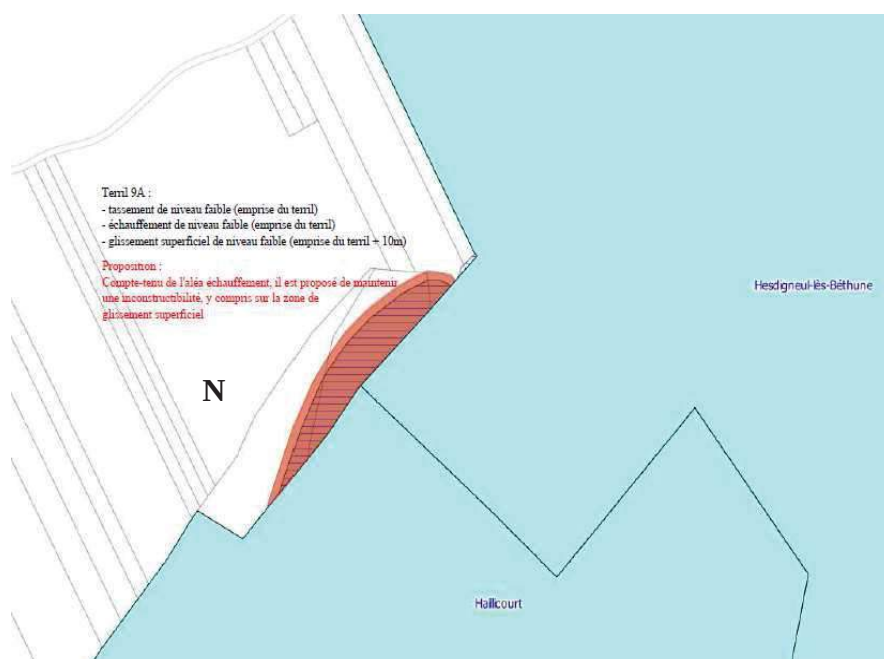 Terril 9A :
- tassement de niveau faible (emprise du terril)
- échauffement de niveau faible (emprise du terril)
- glissement superficiel de niveau faible (emprise du terril + 10m)
Proposition :
Compte-tenu de l'aléa échauffement, il est proposé de maintenir
une inconstructibilité, y compris sur la zone de
glissement superficiel
Hesdigneul-lès-Béthune
N
Haillicourt